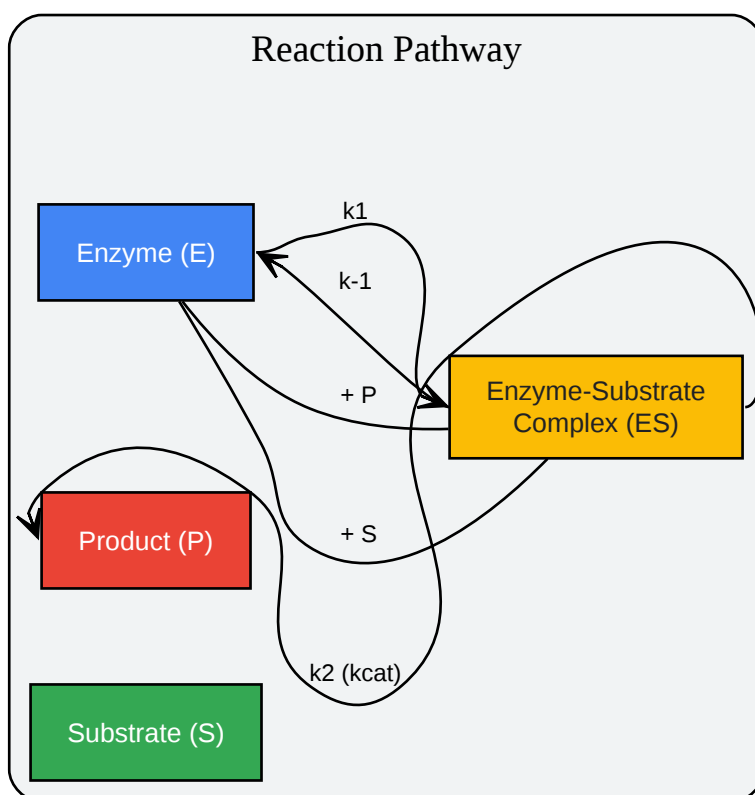 Reaction Pathway
k1
Enzyme (E)
k-1
+ P
Enzyme-Substrate
Complex (ES)
+ S
Product (P)
k2 (kcat)
Substrate (S)